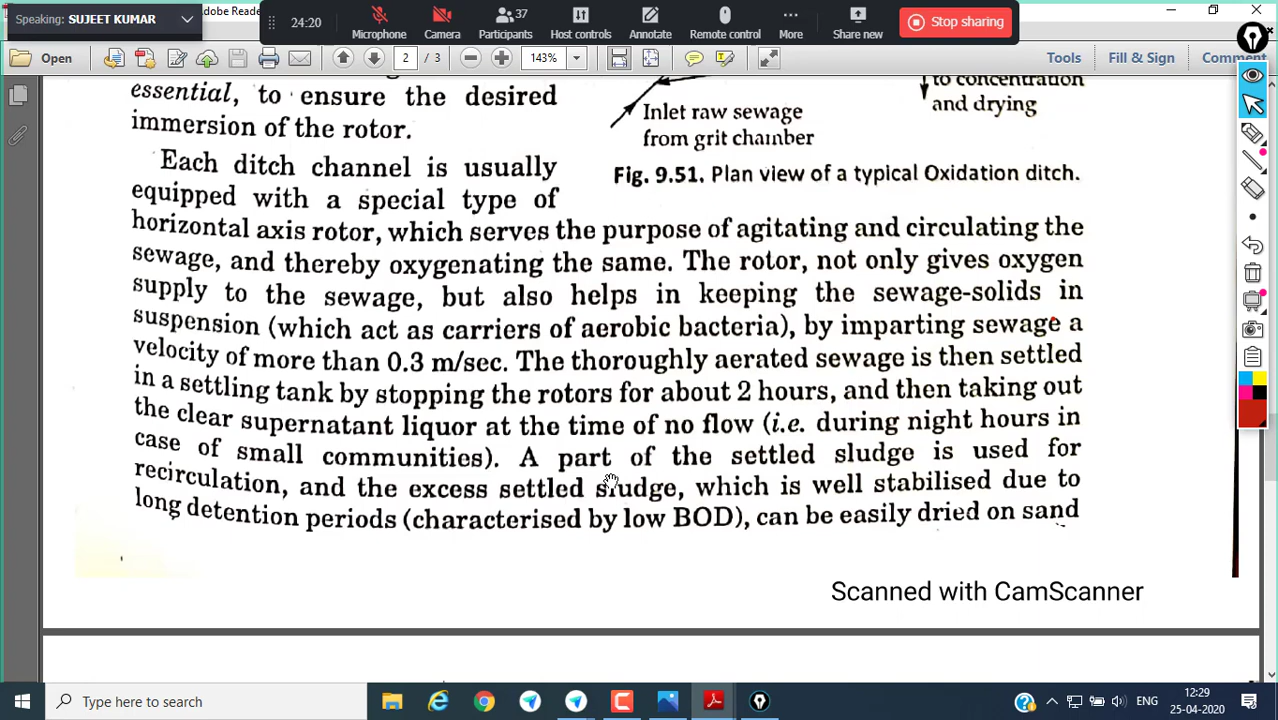 Speaking: SUJEET KUMAR
Adobe Reade
24:20
37
Microphone
Camera
Participants
Host controls
Annotate
Remote control
More
Share new
Stop sharing
Open
2 / 3
143%
Tools
Fill & Sign
Comment
essential, to ensure the desired
immersion of the rotor.
to concentration
and drying
Inlet raw sewage
from grit chamber
Fig. 9.51. Plan view of a typical Oxidation ditch.
Each ditch channel is usually
equipped with a special type of
horizontal axis rotor, which serves the purpose of agitating and circulating the
sewage, and thereby oxygenating the same. The rotor, not only gives oxygen
supply to the sewage, but also helps in keeping the sewage-solids in
suspension (which act as carriers of aerobic bacteria), by imparting sewage a
velocity of more than 0.3 m/sec. The thoroughly aerated sewage is then settled
in a settling tank by stopping the rotors for about 2 hours, and then taking out
the clear supernatant liquor at the time of no flow (i.e. during night hours in
case of small communities). A part of the settled sludge is used for
recirculation, and the excess settled sludge, which is well stabilised due to
long detention periods (characterised by low BOD), can be easily dried on sand
Scanned with CamScanner
Type here to search
ENG
12:29
25-04-2020